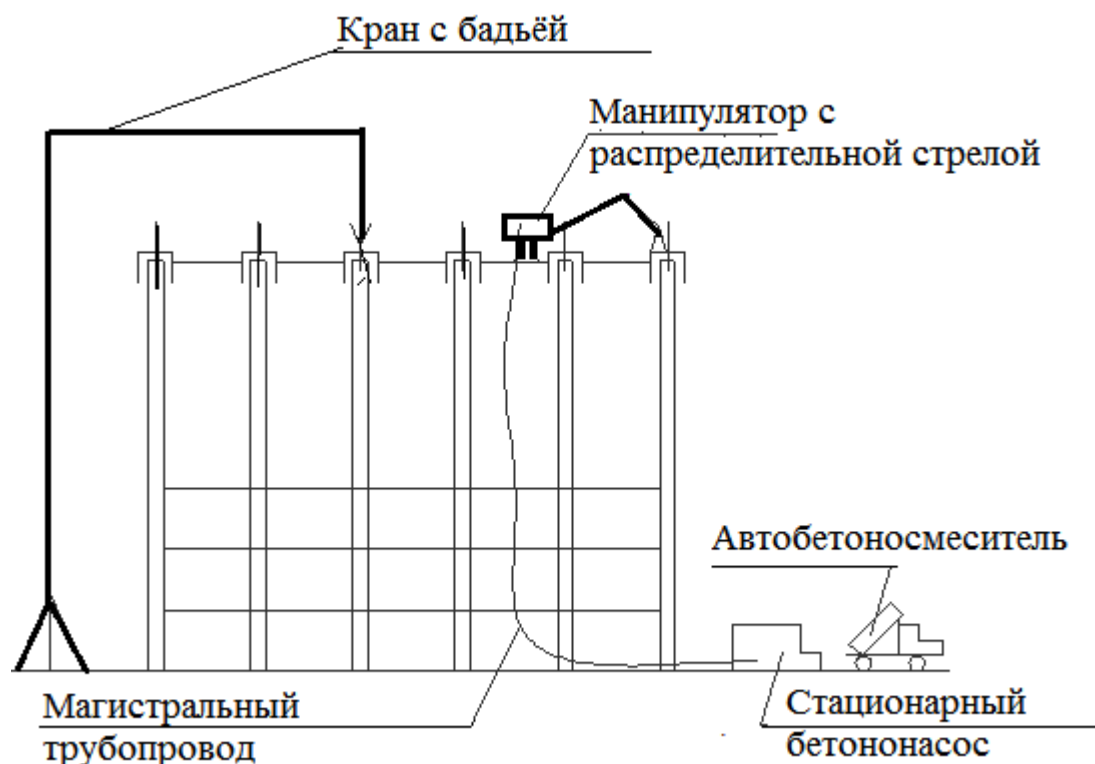 Кран с бадьёй
Манипулятор с
распределительной стрелой
Автобетоносмеситель
Магистральный
трубопровод
Стационарный
бетононасос